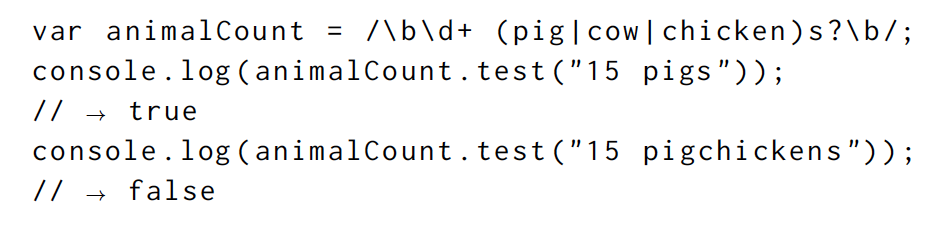 var animalCount = /\b\d+ (pig|cow|chicken)s?\b/;
console.log(animalCount.test("15 pigs"));
// → true
console.log(animalCount.test("15 pigchickens"));
// → false